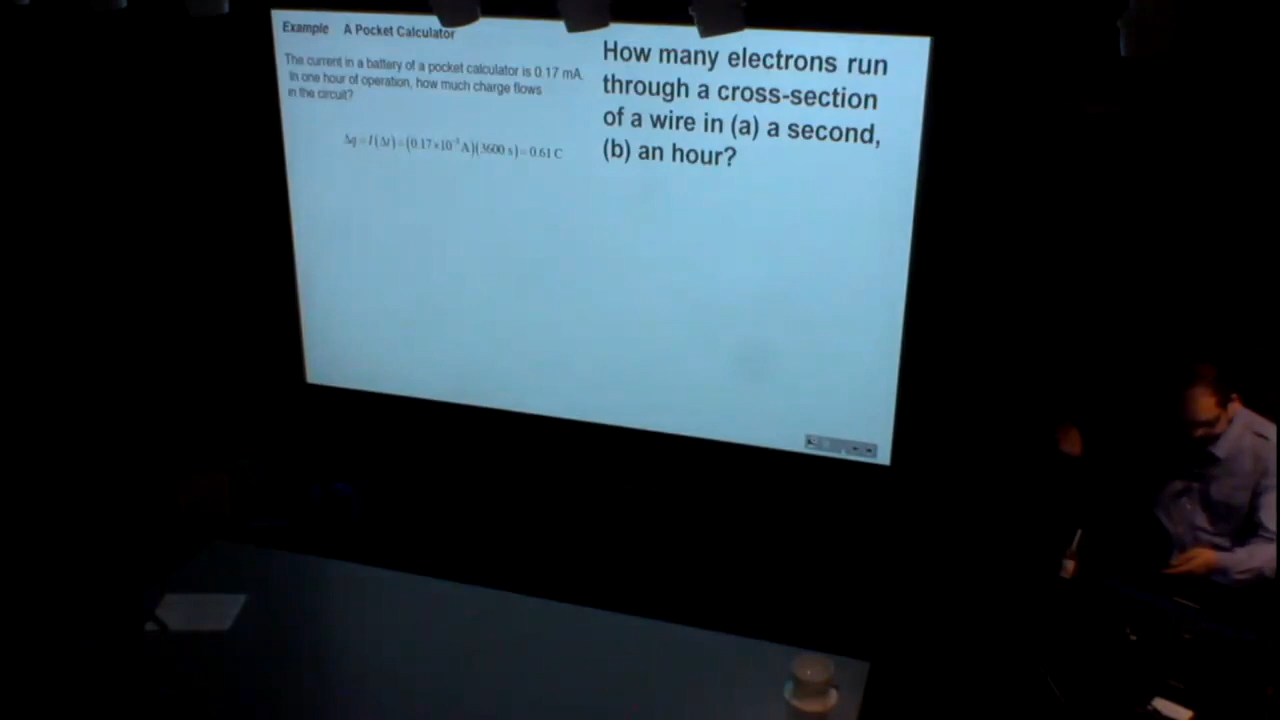 Example A Pocket Calculator
The current in a battery of a pocket calculator is 0.17 mA.
In one hour of operation, how much charge flows
in the circuit?
Δq = I(Δt) = (0.17×10⁻³ A)(3600 s) = 0.61 C
How many electrons run
through a cross-section
of a wire in (a) a second,
(b) an hour?